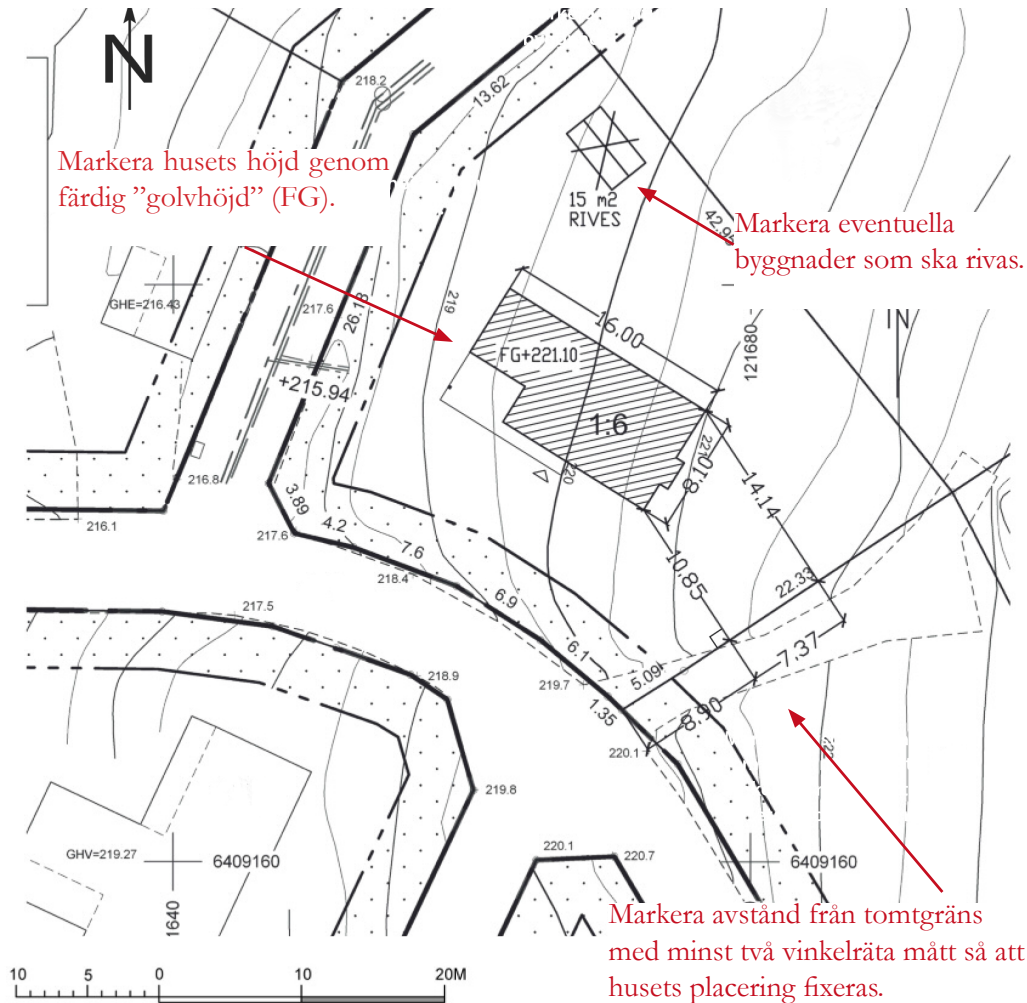 N
218.2
13.62
Markera husets höjd genom
färdig ”golvhöjd” (FG).
15 m2
RIVES
42.95
Markera eventuella
byggnader som ska rivas.
GHE=216.43
217.6
26.13
219
16.00
FG+221.10
121680
+215.94
1:6
221
8.10
14.14
220
216.8
3.89
216.1
217.6
4.2
7.6
218.4
10.85
22.33
6.9
217.5
6.1
7.37
218.9
219.7
5.09
1.35
8.90
220.1
219.8
GHV=219.27
6409160
220.1
220.7
6409160
1640
Markera avstånd från tomtgräns
med minst två vinkelräta mått så att
husets placering fixeras.
10 5 0 10 20M